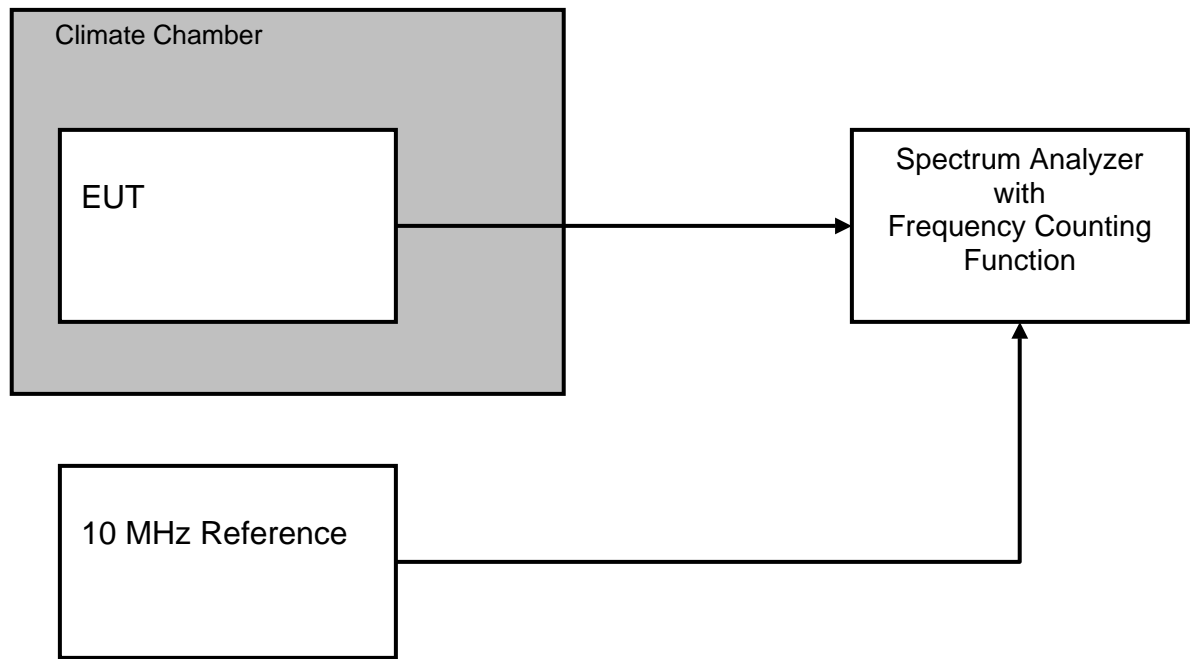 Climate Chamber
EUT
Spectrum Analyzer
with
Frequency Counting
Function
10 MHz Reference